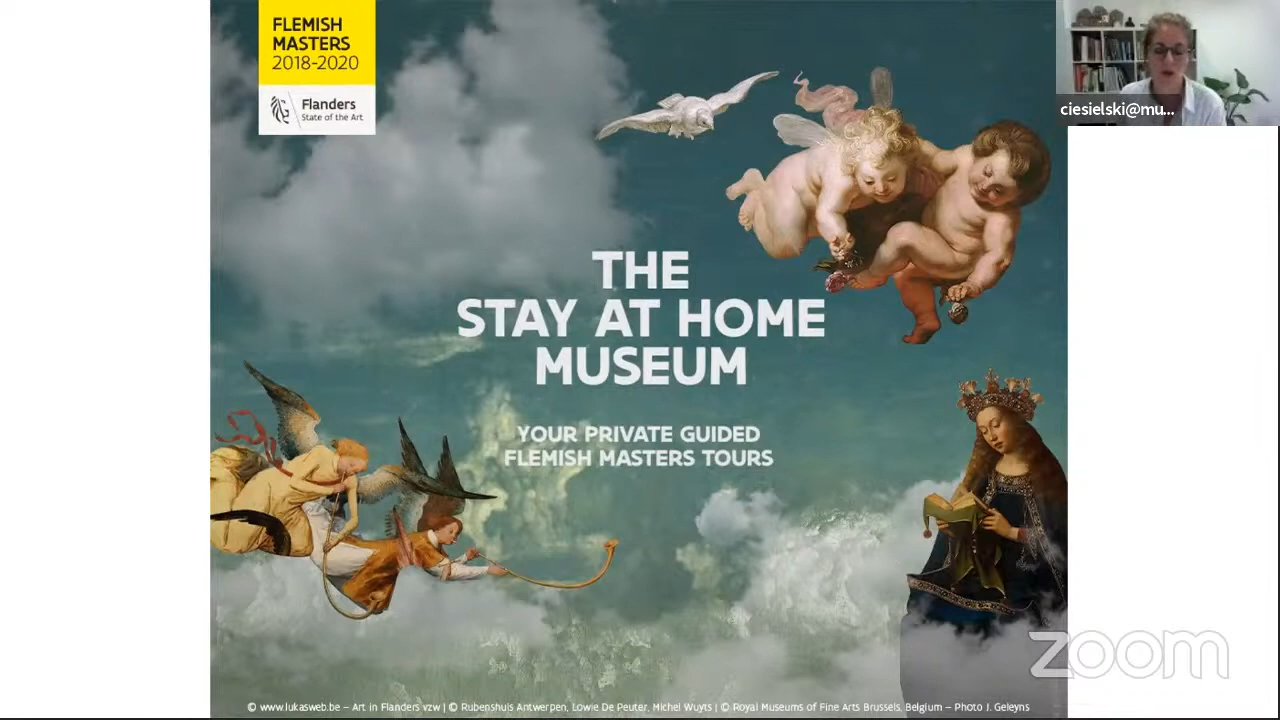 FLEMISH
MASTERS
2018-2020
Flanders
State of the Art
ciesielski@mu...
THE
STAY AT HOME
MUSEUM
YOUR PRIVATE GUIDED
FLEMISH MASTERS TOURS
zoom
© www.lukasweb.be – Art in Flanders vzw | © Rubenshuis Antwerpen, Lowie De Peuter, Michel Wuyts | © Royal Museums of Fine Arts Brussels, Belgium – Photo J. Geleyns